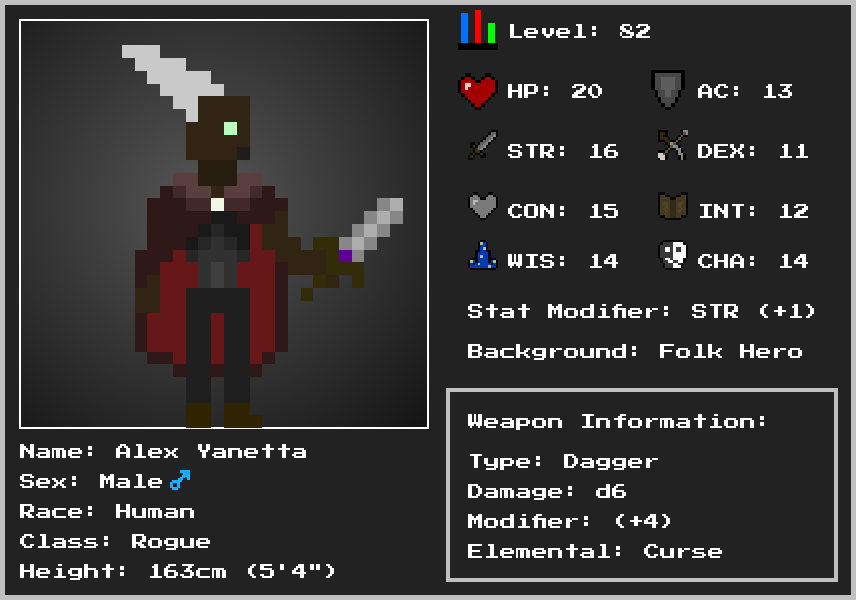 Level: 82
HP: 20 AC: 13
STR: 16 DEX: 11
CON: 15 INT: 12
WIS: 14 CHA: 14
Stat Modifier: STR (+1)
Background: Folk Hero
Weapon Information:
Type: Dagger
Damage: d6
Modifier: (+4)
Elemental: Curse
Name: Alex Yanetta
Sex: Male♂
Race: Human
Class: Rogue
Height: 163cm (5'4")